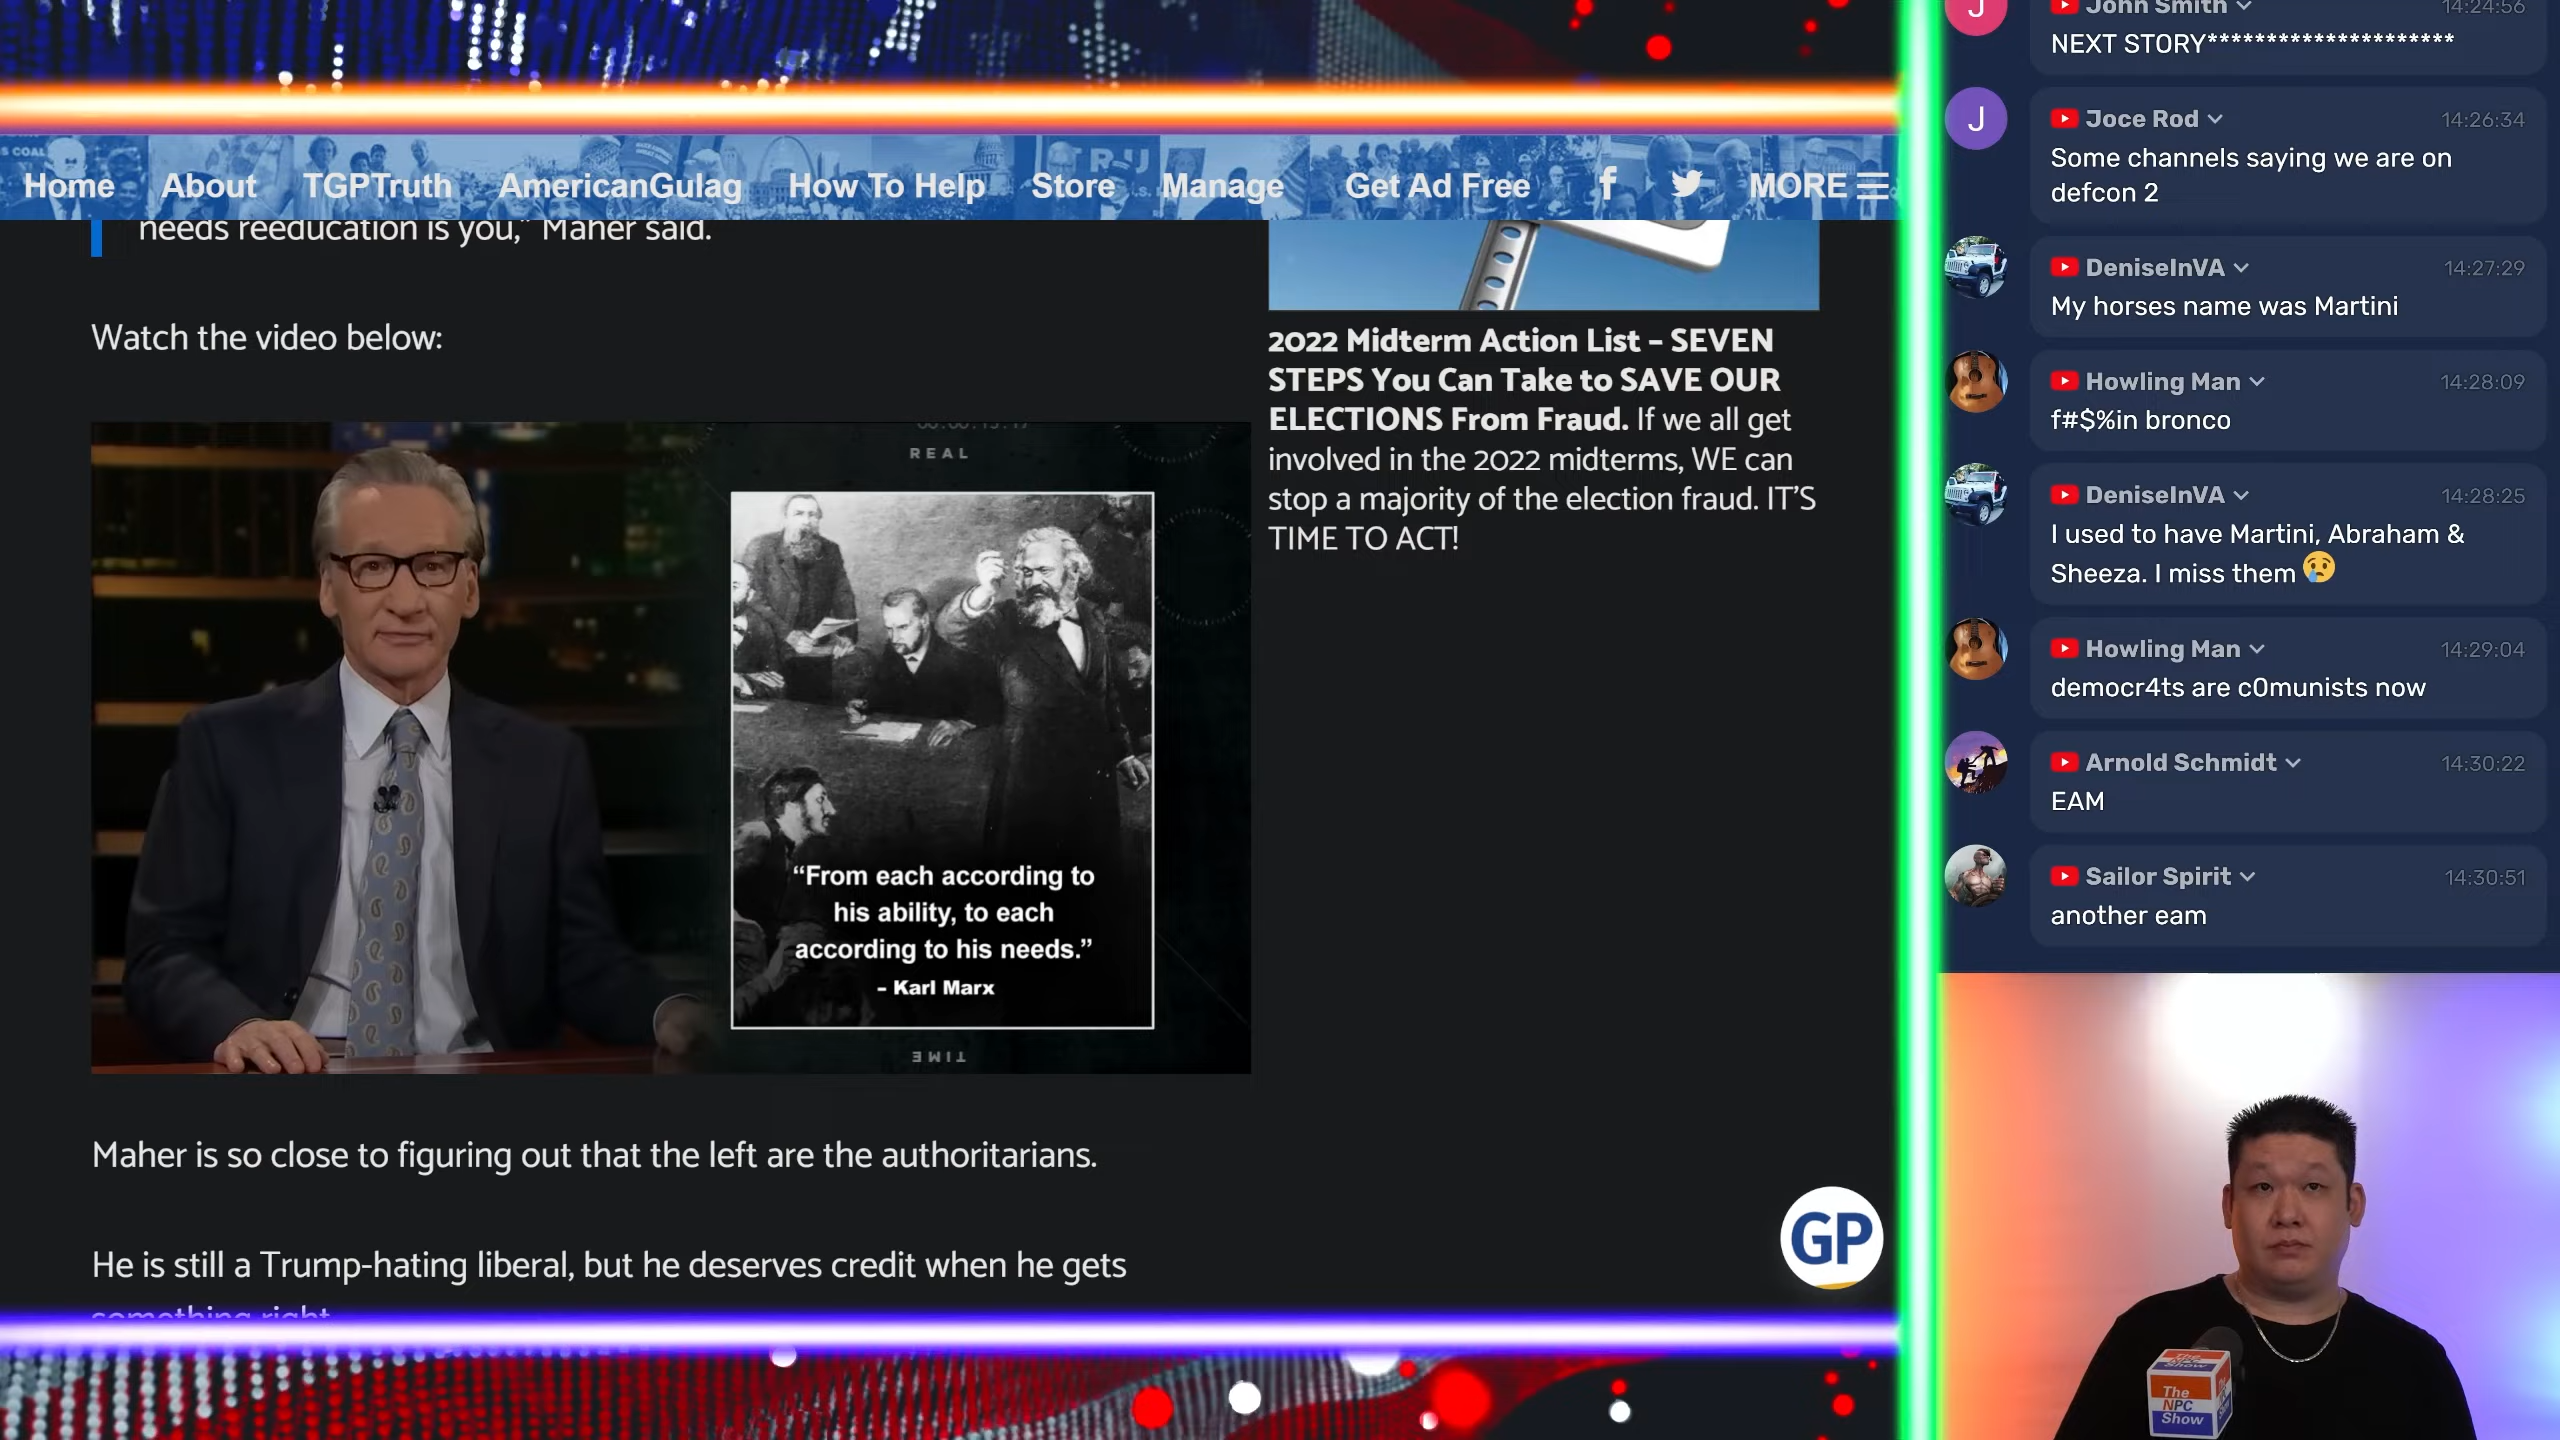 Home About TGPTruth AmericanGulag How To Help Store Manage Get Ad Free MORE
needs reeducation is you," Maher said.
Watch the video below:
REAL
"From each according to
his ability, to each
according to his needs."
- Karl Marx
TIME
Maher is so close to figuring out that the left are the authoritarians.
He is still a Trump-hating liberal, but he deserves credit when he gets
something right.
2022 Midterm Action List – SEVEN
STEPS You Can Take to SAVE OUR
ELECTIONS From Fraud. If we all get
involved in the 2022 midterms, WE can
stop a majority of the election fraud. IT'S
TIME TO ACT!
GP
J
John Smith 14:24:56
NEXT STORY*********************
J
Joce Rod 14:26:34
Some channels saying we are on
defcon 2
DeniseInVA 14:27:29
My horses name was Martini
Howling Man 14:28:09
f#$%in bronco
DeniseInVA 14:28:25
I used to have Martini, Abraham &
Sheeza. I miss them 😢
Howling Man 14:29:04
democr4ts are c0munists now
Arnold Schmidt 14:30:22
EAM
Sailor Spirit 14:30:51
another eam
The
NPC
Show